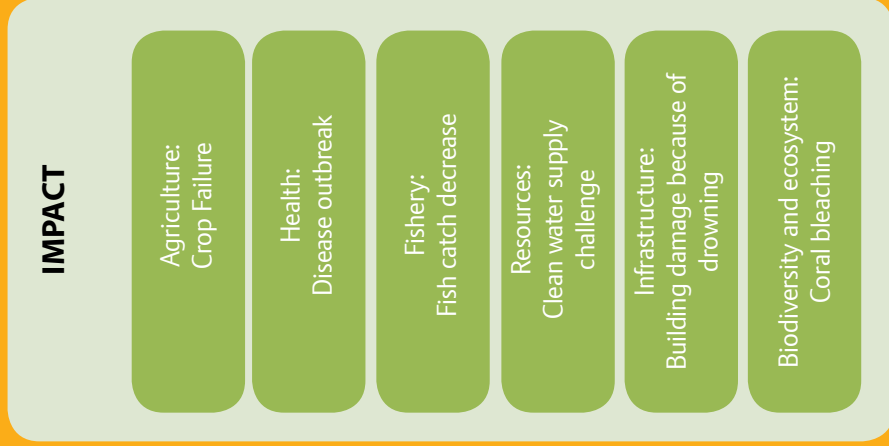 IMPACT
Agriculture:
Crop Failure
Health:
Disease outbreak
Fishery:
Fish catch decrease
Resources:
Clean water supply
challenge
Infrastructure:
Building damage because of
drowning
Biodiversity and ecosystem:
Coral bleaching